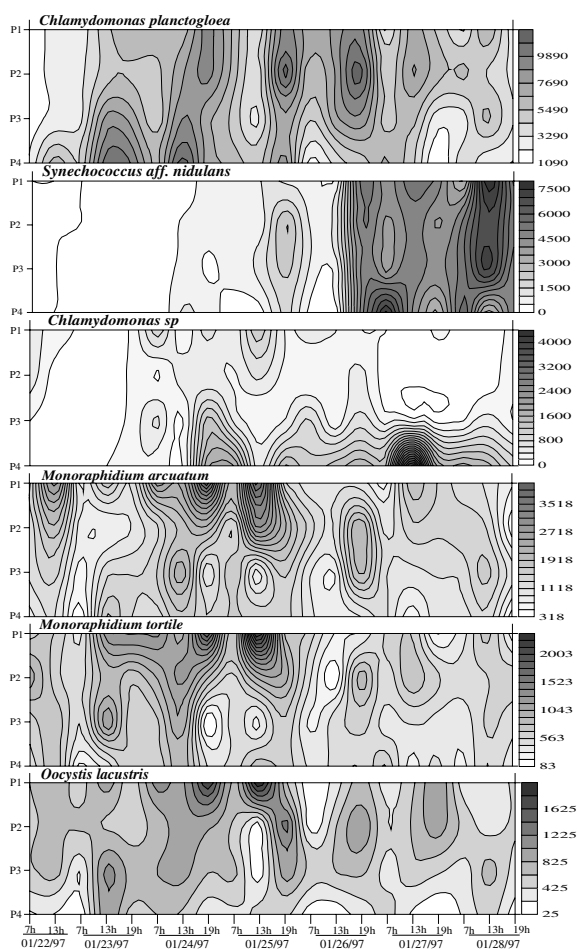 Chlamydomonas planctogloea
P1
P2
P3
P4
9890
7690
5490
3290
1090
Synechococcus aff. nidulans
P1
P2
P3
P4
7500
6000
4500
3000
1500
0
Chlamydomonas sp
P1
P2
P3
P4
4000
3200
2400
1600
800
0
Monoraphidium arcuatum
P1
P2
P3
P4
3518
2718
1918
1118
318
Monoraphidium tortile
P1
P2
P3
P4
2003
1523
1043
563
83
Oocystis lacustris
P1
P2
P3
P4
1625
1225
825
425
25
7h 13h 7h 13h 19h 7h 13h 19h 7h 13h 19h 7h 13h 19h 7h 13h 19h 7h 13h 19h
01/22/97 01/23/97 01/24/97 01/25/97 01/26/97 01/27/97 01/28/97